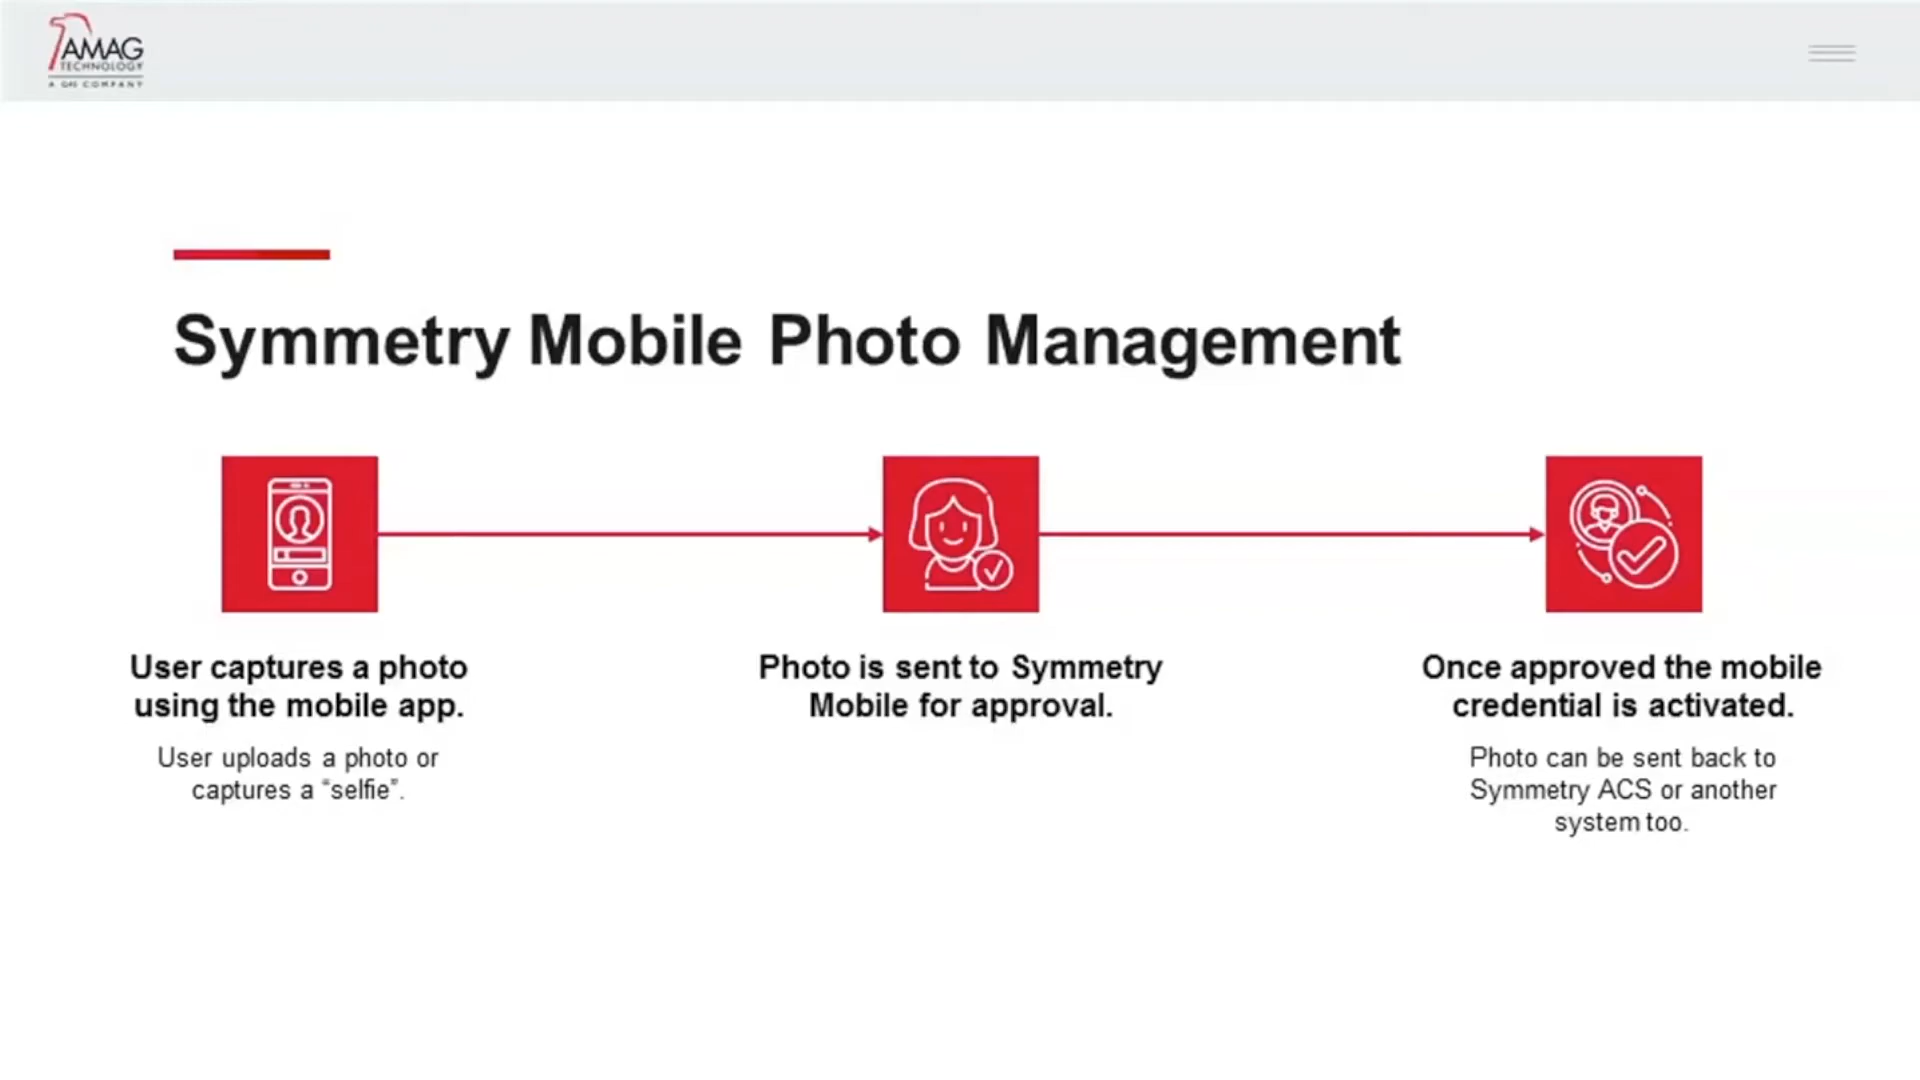 AMAG
TECHNOLOGY
A G4S COMPANY
Symmetry Mobile Photo Management
User captures a photo
using the mobile app.
User uploads a photo or
captures a “selfie”.
Photo is sent to Symmetry
Mobile for approval.
Once approved the mobile
credential is activated.
Photo can be sent back to
Symmetry ACS or another
system too.